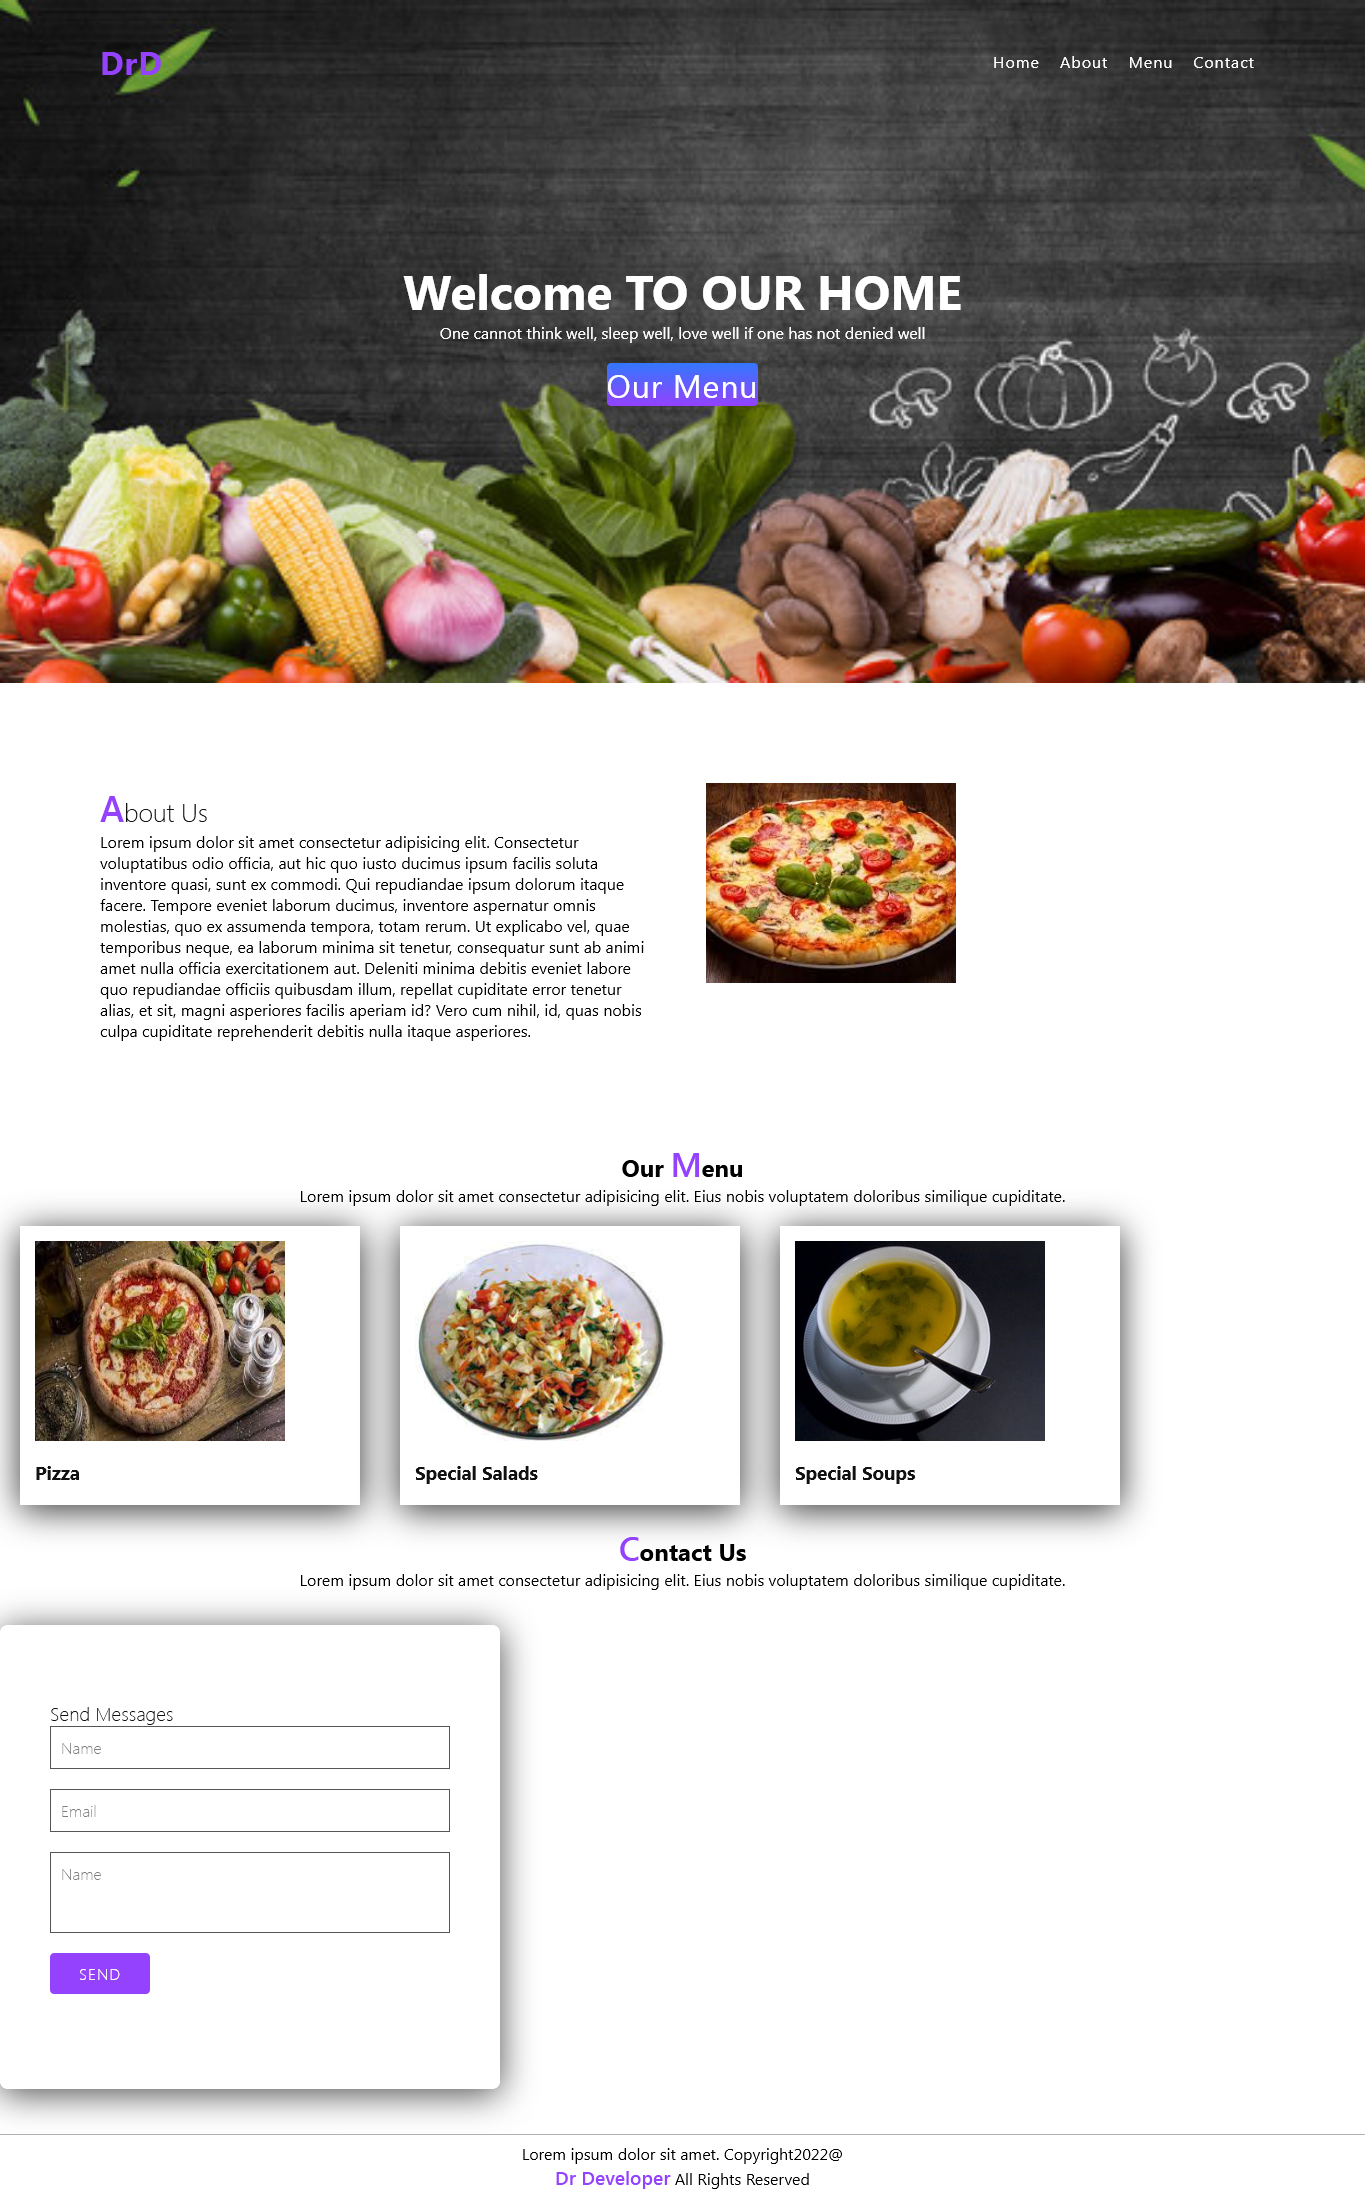 DrD
Home About Menu Contact
Welcome TO OUR HOME
One cannot think well, sleep well, love well if one has not denied well
Our Menu
About Us
Lorem ipsum dolor sit amet consectetur adipisicing elit. Consectetur
voluptatibus odio officia, aut hic quo iusto ducimus ipsum facilis soluta
inventore quasi, sunt ex commodi. Qui repudiandae ipsum dolorum itaque
facere. Tempore eveniet laborum ducimus, inventore aspernatur omnis
molestias, quo ex assumenda tempora, totam rerum. Ut explicabo vel, quae
temporibus neque, ea laborum minima sit tenetur, consequatur sunt ab animi
amet nulla officia exercitationem aut. Deleniti minima debitis eveniet labore
quo repudiandae officiis quibusdam illum, repellat cupiditate error tenetur
alias, et sit, magni asperiores facilis aperiam id? Vero cum nihil, id, quas nobis
culpa cupiditate reprehenderit debitis nulla itaque asperiores.
Our Menu
Lorem ipsum dolor sit amet consectetur adipisicing elit. Eius nobis voluptatem doloribus similique cupiditate.
Pizza
Special Salads
Special Soups
Contact Us
Lorem ipsum dolor sit amet consectetur adipisicing elit. Eius nobis voluptatem doloribus similique cupiditate.
Send Messages
Name
Email
Name
SEND
Lorem ipsum dolor sit amet. Copyright2022@
Dr Developer All Rights Reserved